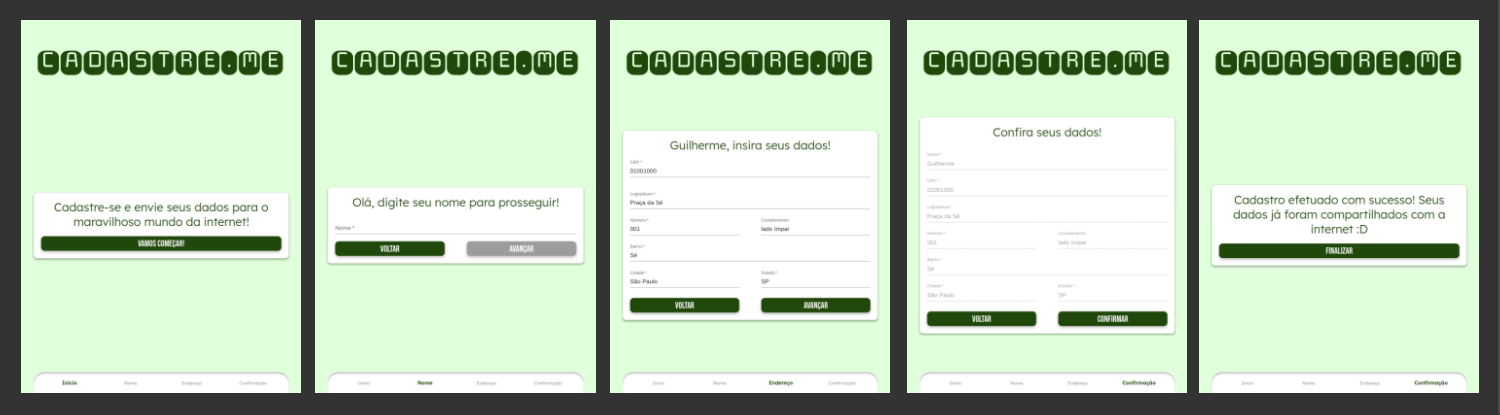 CADASTRE.ME
Cadastre-se e envie seus dados para o
maravilhoso mundo da internet!
VAMOS COMEÇAR!
Início Nome Endereço Confirmação
CADASTRE.ME
Olá, digite seu nome para prosseguir!
Nome *
VOLTAR AVANÇAR
Início Nome Endereço Confirmação
CADASTRE.ME
Guilherme, insira seus dados!
CEP *
01001000
Logradouro *
Praça da Sé
Número * Complemento
001 lado ímpar
Bairro *
Sé
Cidade * Estado *
São Paulo SP
VOLTAR AVANÇAR
Início Nome Endereço Confirmação
CADASTRE.ME
Confira seus dados!
Nome *
Guilherme
CEP *
01001000
Logradouro *
Praça da Sé
Número * Complemento
001 lado ímpar
Bairro *
Sé
Cidade * Estado *
São Paulo SP
VOLTAR CONFIRMAR
Início Nome Endereço Confirmação
CADASTRE.ME
Cadastro efetuado com sucesso! Seus
dados já foram compartilhados com a
internet :D
FINALIZAR
Início Nome Endereço Confirmação